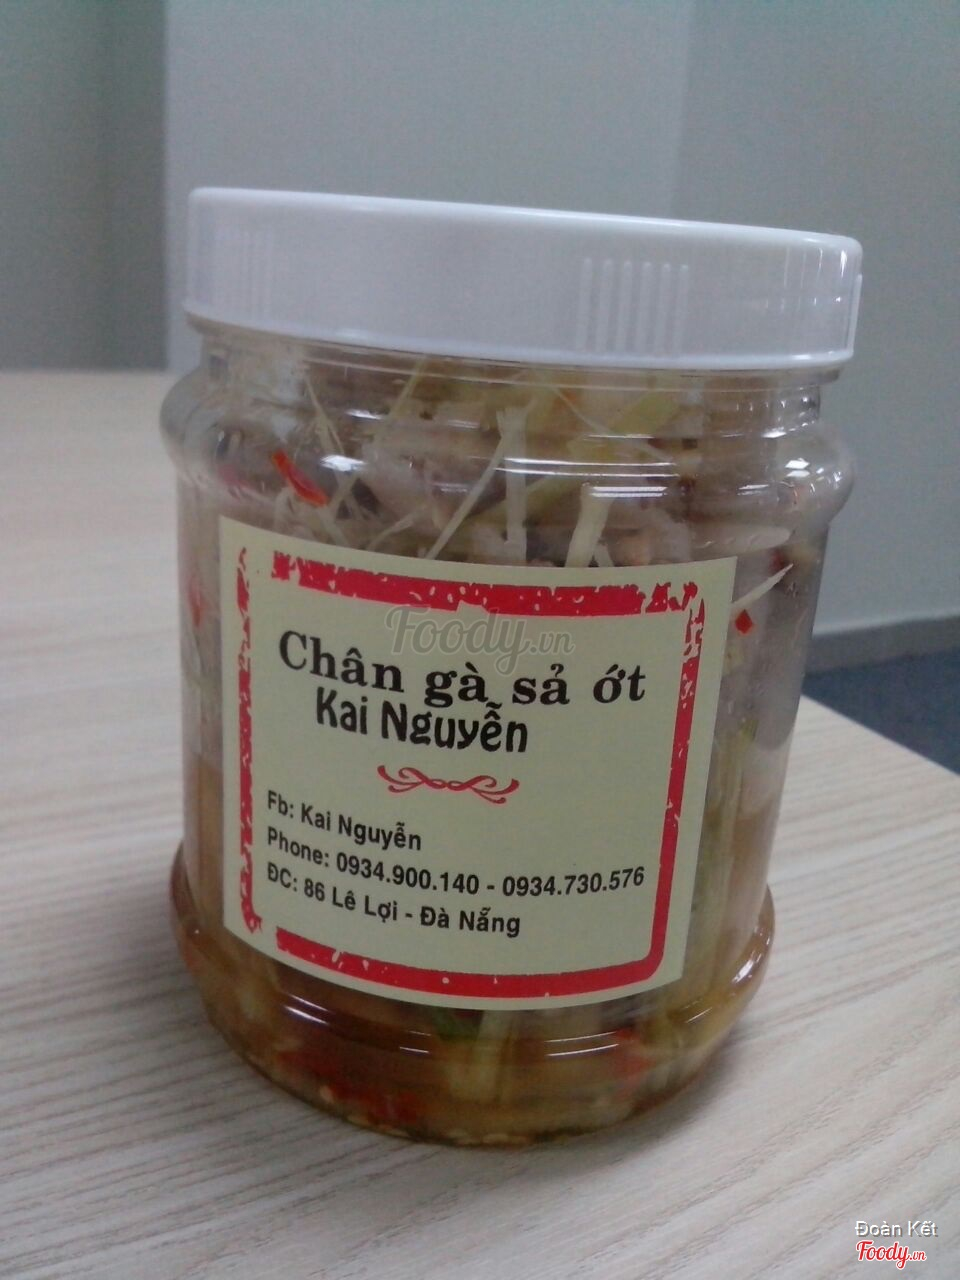 Foody.vn
Chân gà sả ớt
Kai Nguyễn
Fb: Kai Nguyễn
Phone: 0934.900.140 - 0934.730.576
ĐC: 86 Lê Lợi - Đà Nẵng
Đoàn Kết
Foody.vn